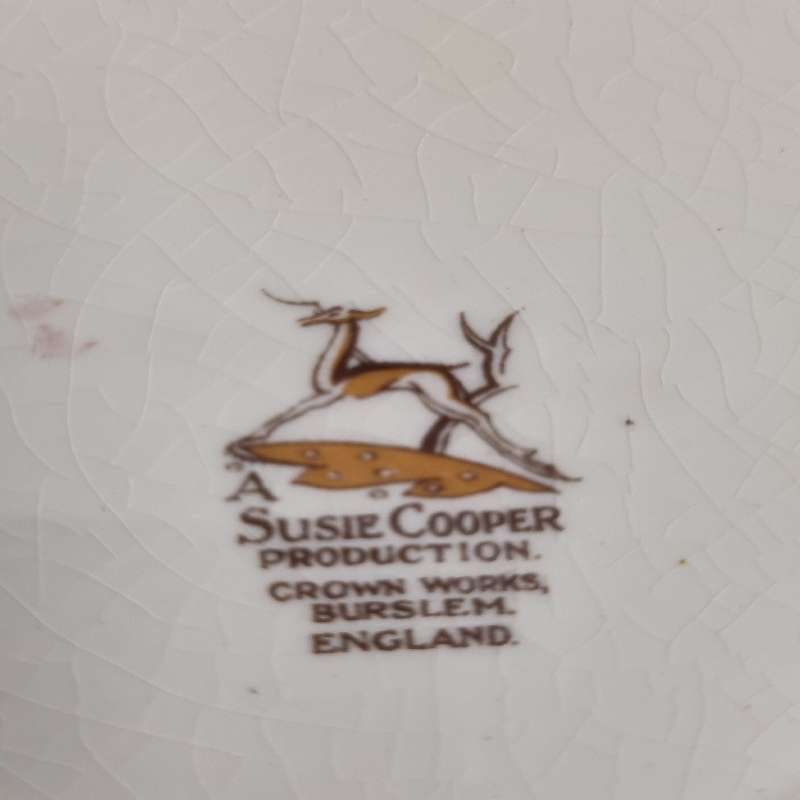 A
SUSIE COOPER
PRODUCTION.
CROWN WORKS,
BURSLEM.
ENGLAND.